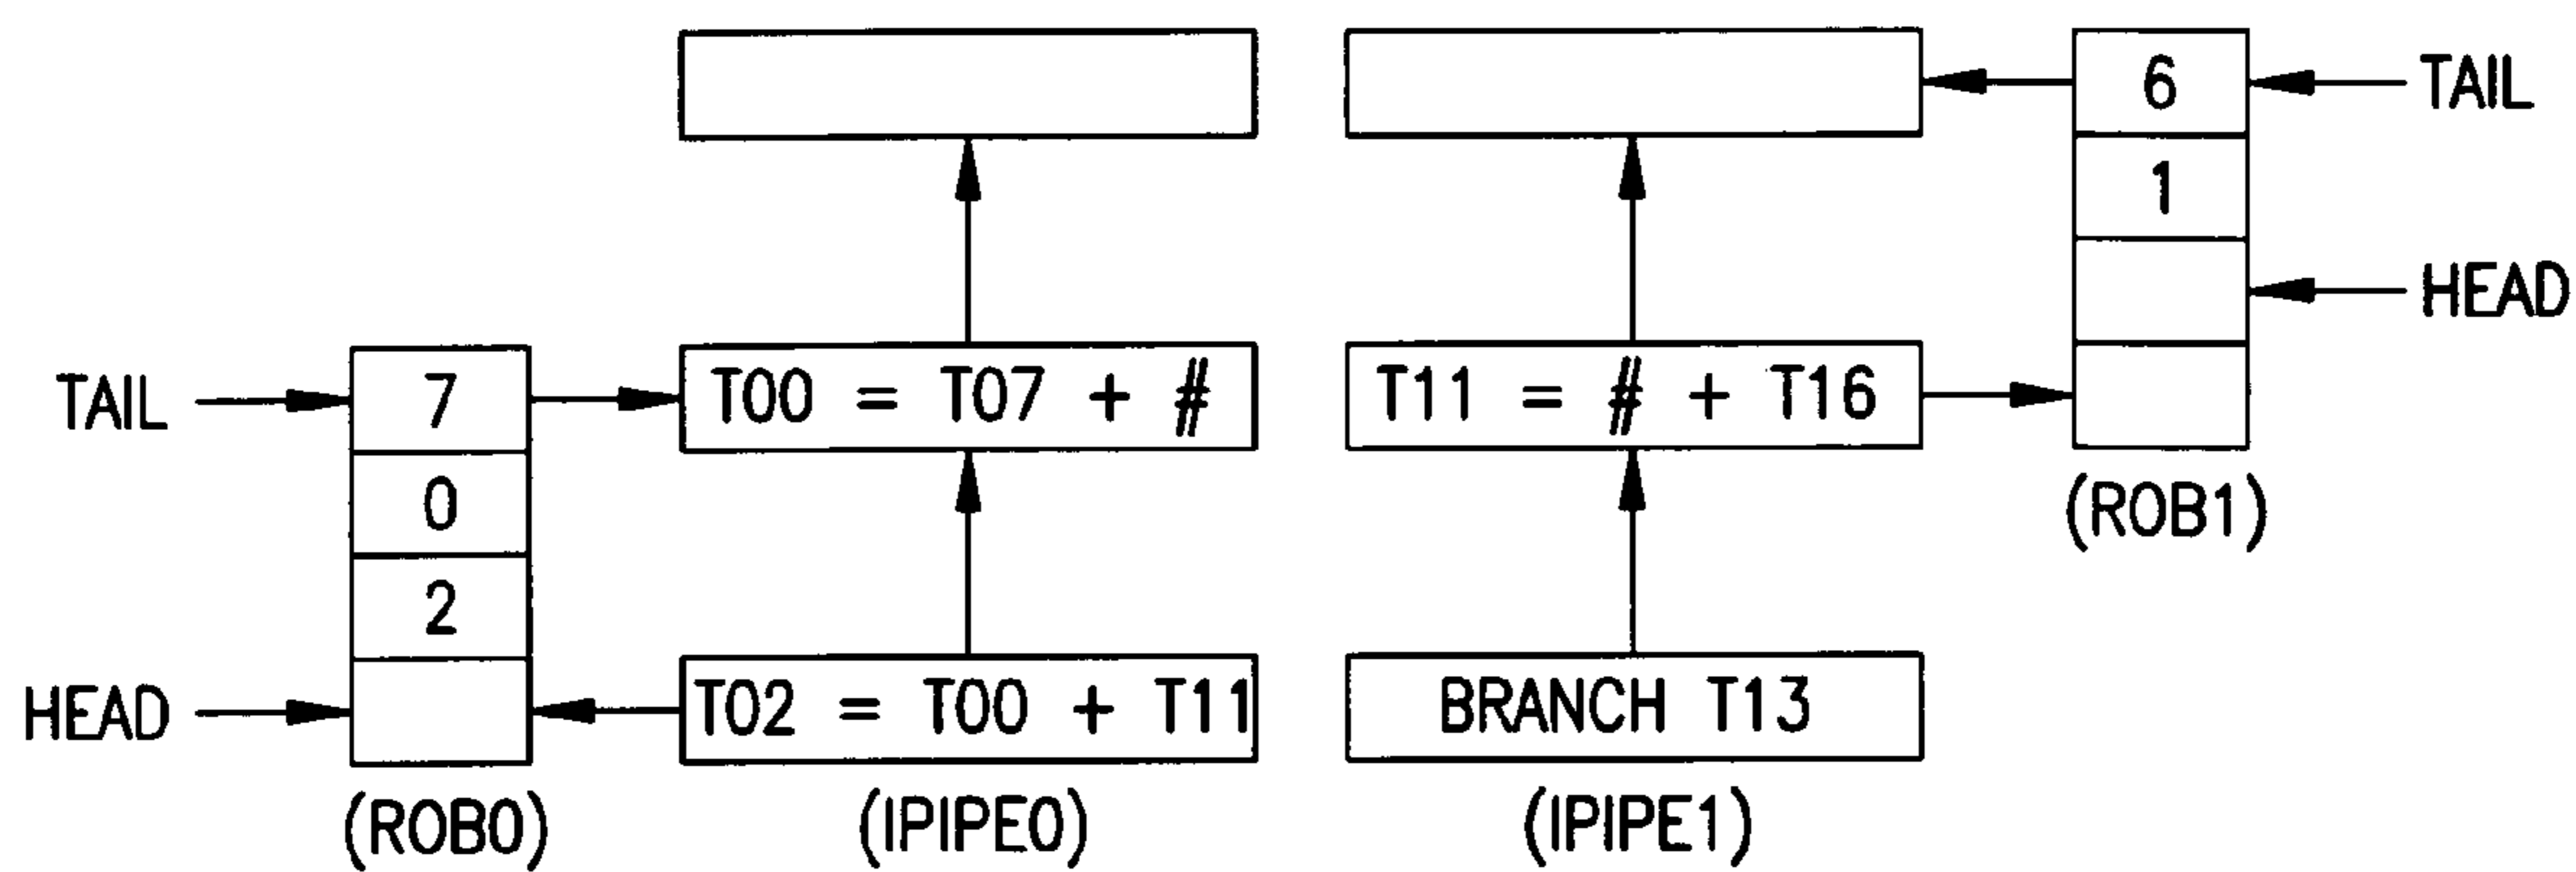 6 TAIL
1
HEAD
TAIL 7 T00 = T07 + # T11 = # + T16
0 (ROB1)
2
HEAD T02 = T00 + T11 BRANCH T13
(ROB0) (IPIPE0) (IPIPE1)